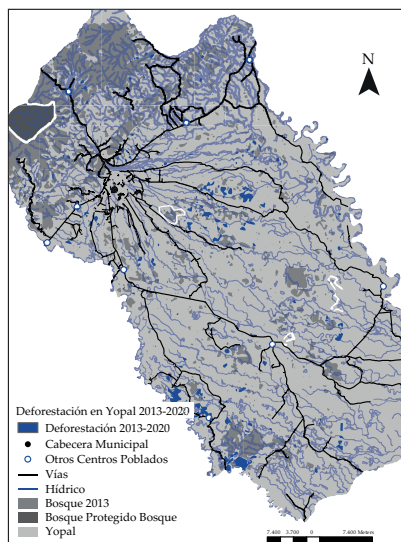 N
Deforestación en Yopal 2013-2020
Deforestación 2013-2020
Cabecera Municipal
Otros Centros Poblados
Vías
Hídrico
Bosque 2013
Bosque Protegido Bosque
Yopal
7.400 3.700 0 7.400 Meters